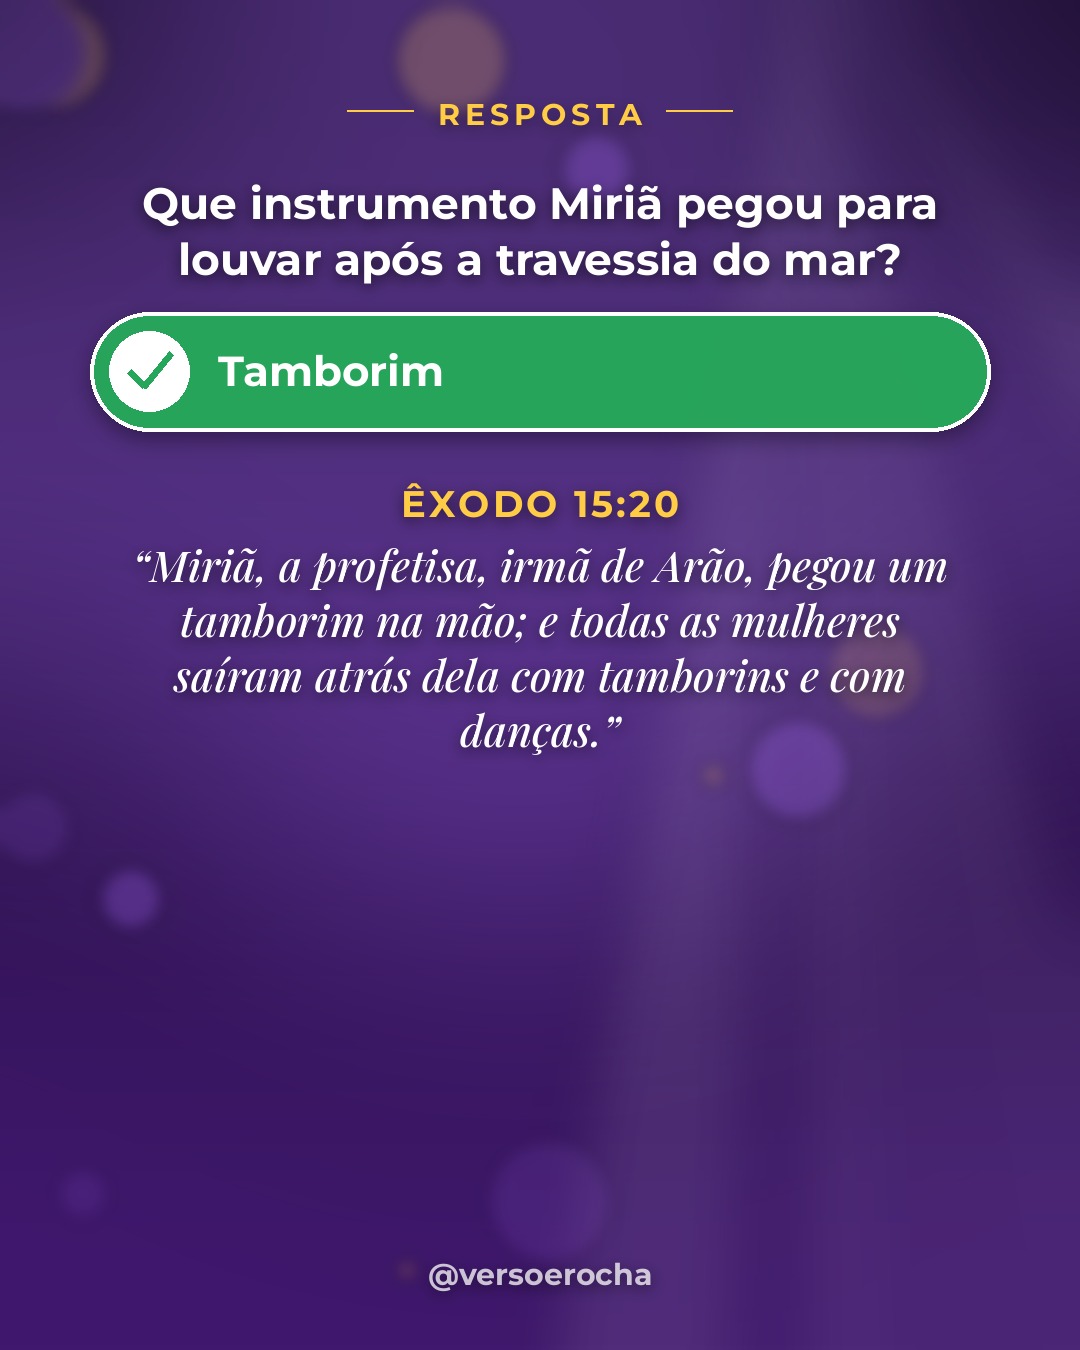 RESPOSTA
Que instrumento Miriã pegou para
louvar após a travessia do mar?
Tamborim
ÊXODO 15:20
“Miriã, a profetisa, irmã de Arão, pegou um
tamborim na mão; e todas as mulheres
saíram atrás dela com tamborins e com
danças.”
@versoerocha